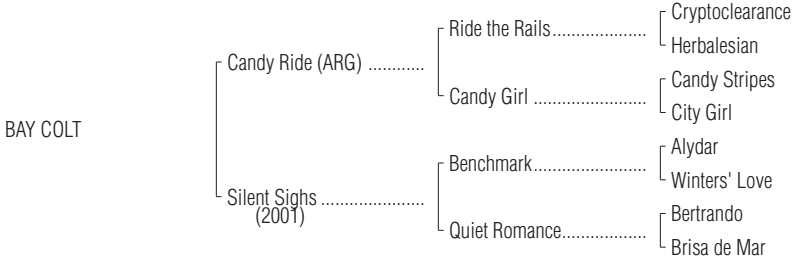 Cryptoclearance
Ride the Rails....................
Herbalesian
Candy Ride (ARG) ............
Candy Stripes
Candy Girl ........................
City Girl
BAY COLT
Alydar
Benchmark........................
Winters' Love
Silent Sighs ......................
(2001)
Bertrando
Quiet Romance..................
Brisa de Mar